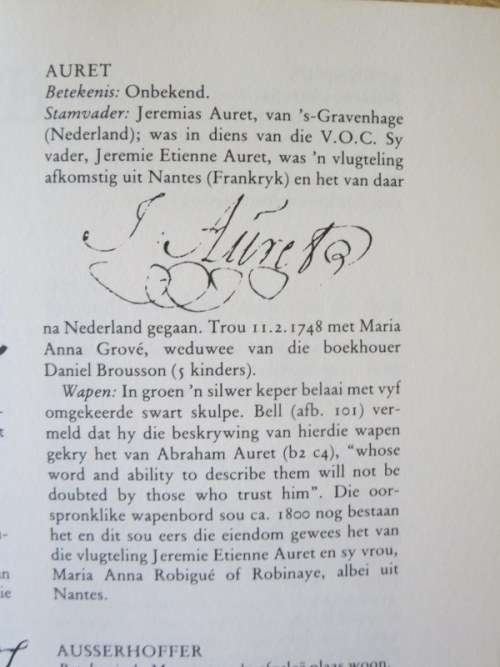 AURET
Betekenis: Onbekend.
Stamvader: Jeremias Auret, van 's-Gravenhage
(Nederland); was in diens van die V.O.C. Sy
vader, Jeremie Etienne Auret, was 'n vlugteling
afkomstig uit Nantes (Frankryk) en het van daar
J. Auret
na Nederland gegaan. Trou 11.2.1748 met Maria
Anna Grové, weduwee van die boekhouer
Daniel Brousson (5 kinders).
Wapen: In groen 'n silwer keper belaai met vyf
omgekeerde swart skulpe. Bell (afb. 101) ver-
meld dat hy die beskrywing van hierdie wapen
gekry het van Abraham Auret (b2 c4), “whose
word and ability to describe them will not be
doubted by those who trust him”. Die oor-
spronklike wapenbord sou ca. 1800 nog bestaan
het en dit sou eers die eiendom gewees het van
die vlugteling Jeremie Etienne Auret en sy vrou,
Maria Anna Robigué of Robinaye, albei uit
Nantes.
AUSSERHOFFER